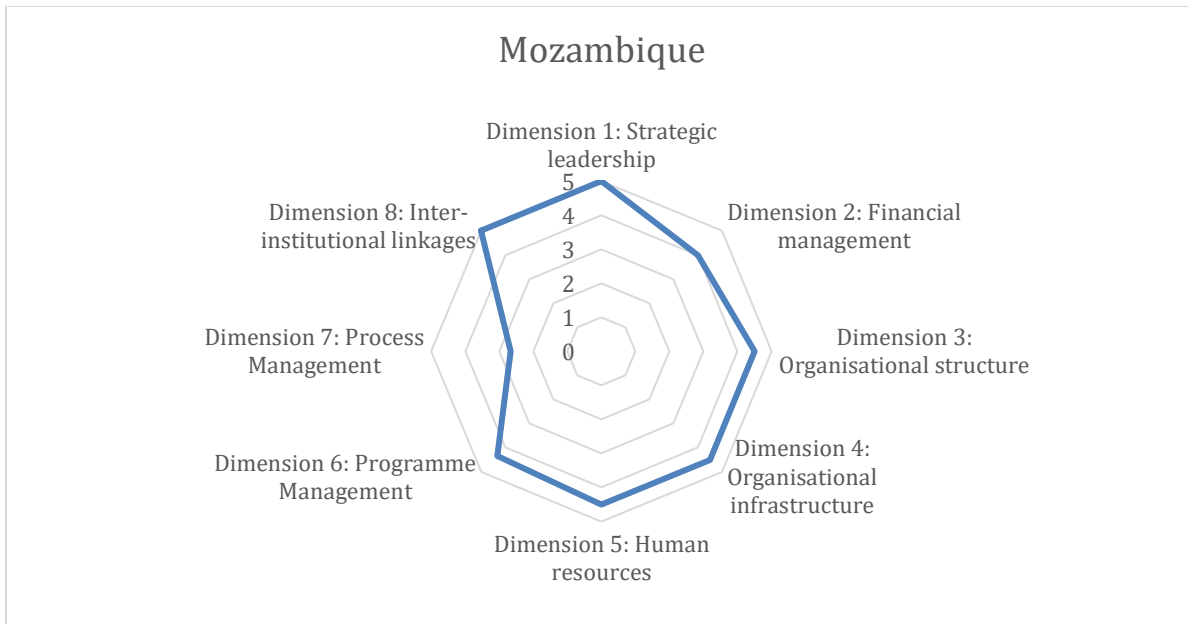 Mozambique
Dimension 1: Strategic
leadership
Dimension 2: Financial
management
Dimension 3:
Organisational structure
Dimension 4:
Organisational
infrastructure
Dimension 5: Human
resources
Dimension 6: Programme
Management
Dimension 7: Process
Management
Dimension 8: Inter-
institutional linkages
5
4
3
2
1
0